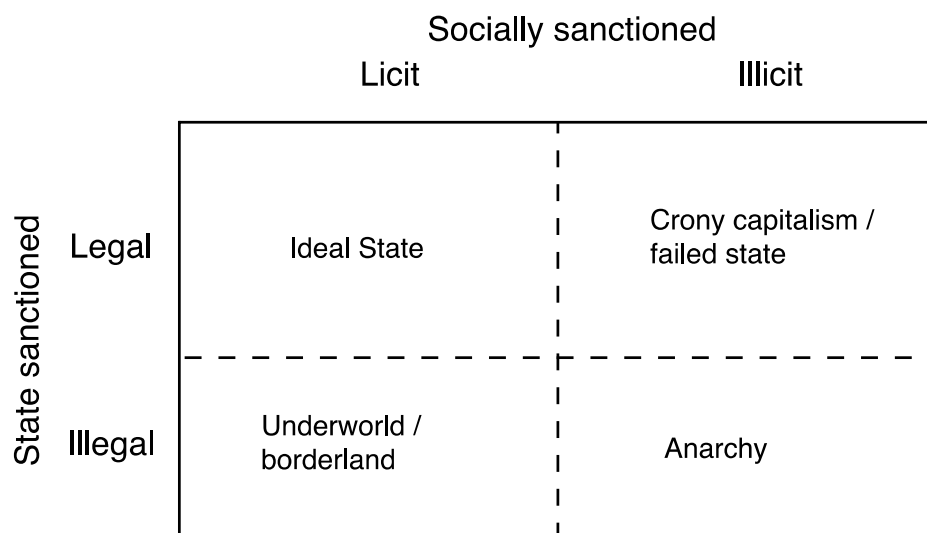 Socially sanctioned
Licit
Illicit
State sanctioned
Legal
Ideal State
Crony capitalism /
failed state
Illegal
Underworld /
borderland
Anarchy